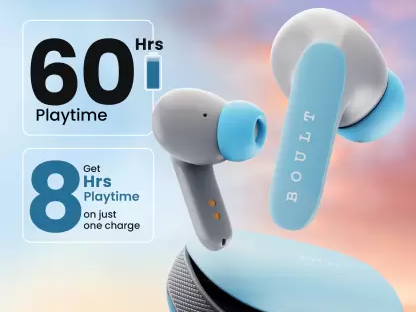 60 Hrs
Playtime
8 Get
Hrs
Playtime
on just
one charge
BOULT